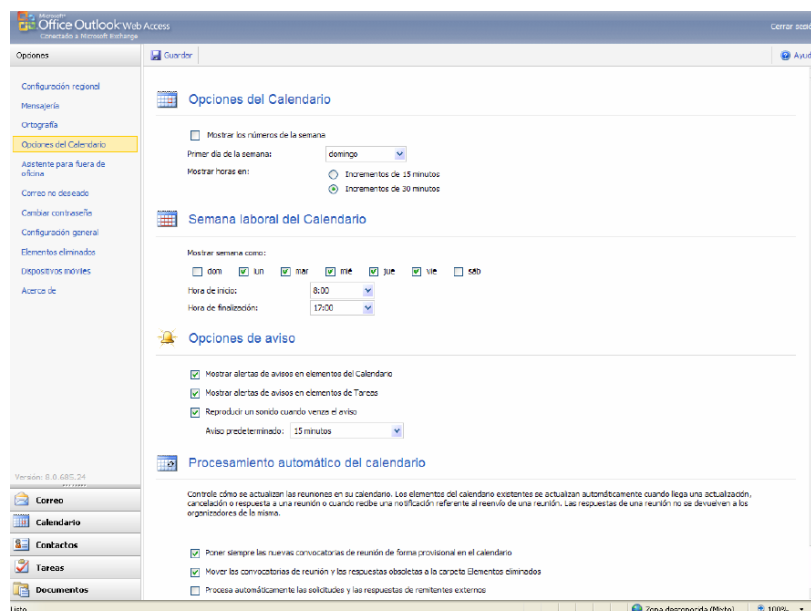 Microsoft
Office Outlook Web Access
Conectado a Microsoft Exchange
Cerrar sesi
Opciones
Guardar
Ayud
Configuración regional
Mensajería
Ortografía
Opciones del Calendario
Asistente para fuera de
oficina
Correo no deseado
Cambiar contraseña
Configuración general
Elementos eliminados
Dispositivos móviles
Acerca de
Versión: 8.0.685.24
Correo
Calendario
Contactos
Tareas
Documentos
Opciones del Calendario
Mostrar los números de la semana
Primer día de la semana: domingo
Mostrar horas en: Incrementos de 15 minutos
Incrementos de 30 minutos
Semana laboral del Calendario
Mostrar semana como:
dom lun mar mié jue vie sáb
Hora de inicio: 8:00
Hora de finalización: 17:00
Opciones de aviso
Mostrar alertas de avisos en elementos del Calendario
Mostrar alertas de avisos en elementos de Tareas
Reproducir un sonido cuando venza el aviso
Aviso predeterminado: 15 minutos
Procesamiento automático del calendario
Controle cómo se actualizan las reuniones en su calendario. Los elementos del calendario existentes se actualizan automáticamente cuando llega una actualización,
cancelación o respuesta a una reunión o cuando recibe una notificación referente al reenvío de una reunión. Las respuestas de una reunión no se devuelven a los
organizadores de la misma.
Poner siempre las nuevas convocatorias de reunión de forma provisional en el calendario
Mover las convocatorias de reunión y las respuestas obsoletas a la carpeta Elementos eliminados
Procesa automáticamente las solicitudes y las respuestas de remitentes externos
Listo
Zona desconocida (Mixto)
100%